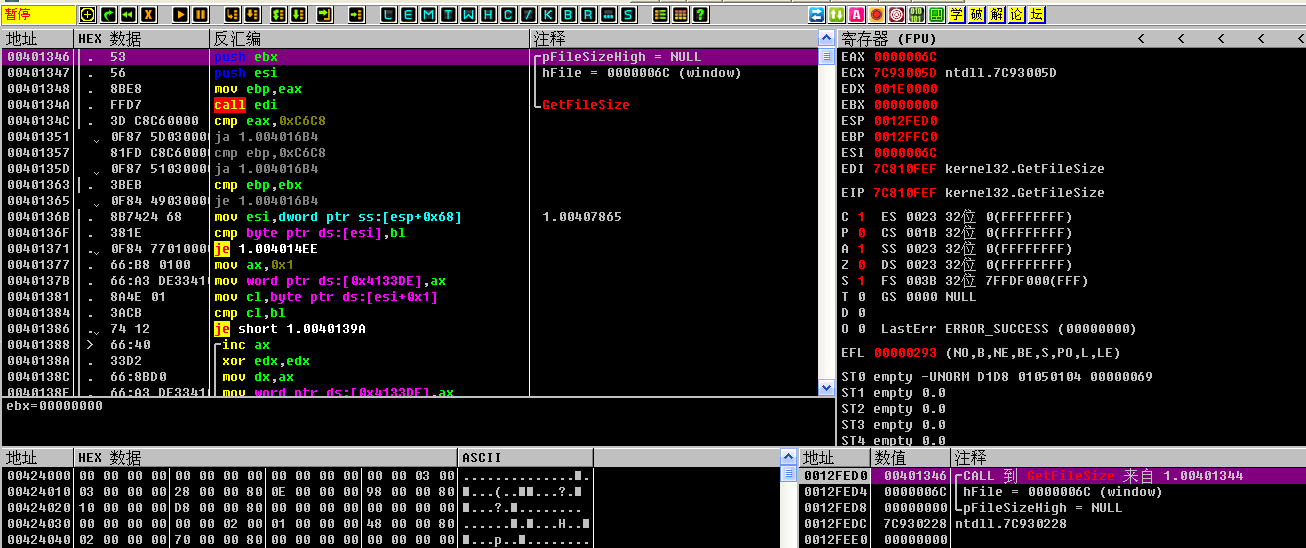 暂停 X L E M T W H C / K B R ... S ? A 101 010 学 破 解 论 坛
地址 HEX 数据 反汇编 注释
00401346 . 53 push ebx pFileSizeHigh = NULL
00401347 . 56 push esi hFile = 0000006C (window)
00401348 . 8BE8 mov ebp,eax
0040134A . FFD7 call edi GetFileSize
0040134C . 3D C8C60000 cmp eax,0xC6C8
00401351 0F87 5D030000 ja 1.004016B4
00401357 81FD C8C60000 cmp ebp,0xC6C8
0040135D 0F87 51030000 ja 1.004016B4
00401363 . 3BEB cmp ebp,ebx
00401365 . 0F84 49030000 je 1.004016B4
0040136B . 8B7424 68 mov esi,dword ptr ss:[esp+0x68] 1.00407865
0040136F . 381E cmp byte ptr ds:[esi],bl
00401371 . 0F84 77010000 je 1.004014EE
00401377 . 66:B8 0100 mov ax,0x1
0040137B . 66:A3 DE33410 mov word ptr ds:[0x4133DE],ax
00401381 . 8A4E 01 mov cl,byte ptr ds:[esi+0x1]
00401384 . 3ACB cmp cl,bl
00401386 . 74 12 je short 1.0040139A
00401388 > 66:40 inc ax
0040138A . 33D2 xor edx,edx
0040138C . 66:8BD0 mov dx,ax
0040138F . 66:A3 DE33410 mov word ptr ds:[0x4133DE],ax
ebx=00000000
寄存器 (FPU) < < < < <
EAX 0000006C
ECX 7C93005D ntdll.7C93005D
EDX 001E0000
EBX 00000000
ESP 0012FED0
EBP 0012FFC0
ESI 0000006C
EDI 7C810FEF kernel32.GetFileSize
EIP 7C810FEF kernel32.GetFileSize
C 1 ES 0023 32位 0(FFFFFFFF)
P 0 CS 001B 32位 0(FFFFFFFF)
A 1 SS 0023 32位 0(FFFFFFFF)
Z 0 DS 0023 32位 0(FFFFFFFF)
S 1 FS 003B 32位 7FFDF000(FFF)
T 0 GS 0000 NULL
D 0
O 0 LastErr ERROR_SUCCESS (00000000)
EFL 00000293 (NO,B,NE,BE,S,PO,L,LE)
ST0 empty -UNORM D1D8 01050104 00000069
ST1 empty 0.0
ST2 empty 0.0
ST3 empty 0.0
ST4 empty 0.0
地址 HEX 数据 ASCII
00424000 00 00 00 00 00 00 00 00 00 00 00 00 00 00 03 00 ..............■.
00424010 03 00 00 00 28 00 00 80 0E 00 00 00 98 00 00 80 ■...(..■■...?.■
00424020 10 00 00 00 D8 00 00 80 00 00 00 00 00 00 00 00 ■...?.■........
00424030 00 00 00 00 00 00 02 00 01 00 00 00 48 00 00 80 ......■.■...H..■
00424040 02 00 00 00 70 00 00 80 00 00 00 00 00 00 00 00 ■...p..■........
地址 数值 注释
0012FED0 00401346 CALL 到 GetFileSize 来自 1.00401344
0012FED4 0000006C hFile = 0000006C (window)
0012FED8 00000000 pFileSizeHigh = NULL
0012FEDC 7C930228 ntdll.7C930228
0012FEE0 00000000